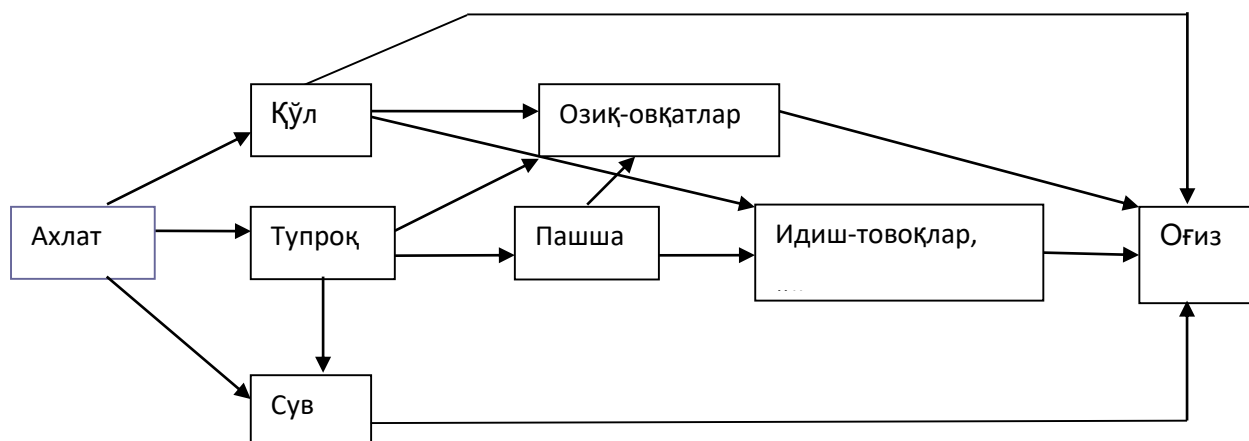 Қўл
Озиқ-овқатлар
Ахлат
Тупроқ
Пашша
Идиш-товоқлар,
Оғиз
Сув